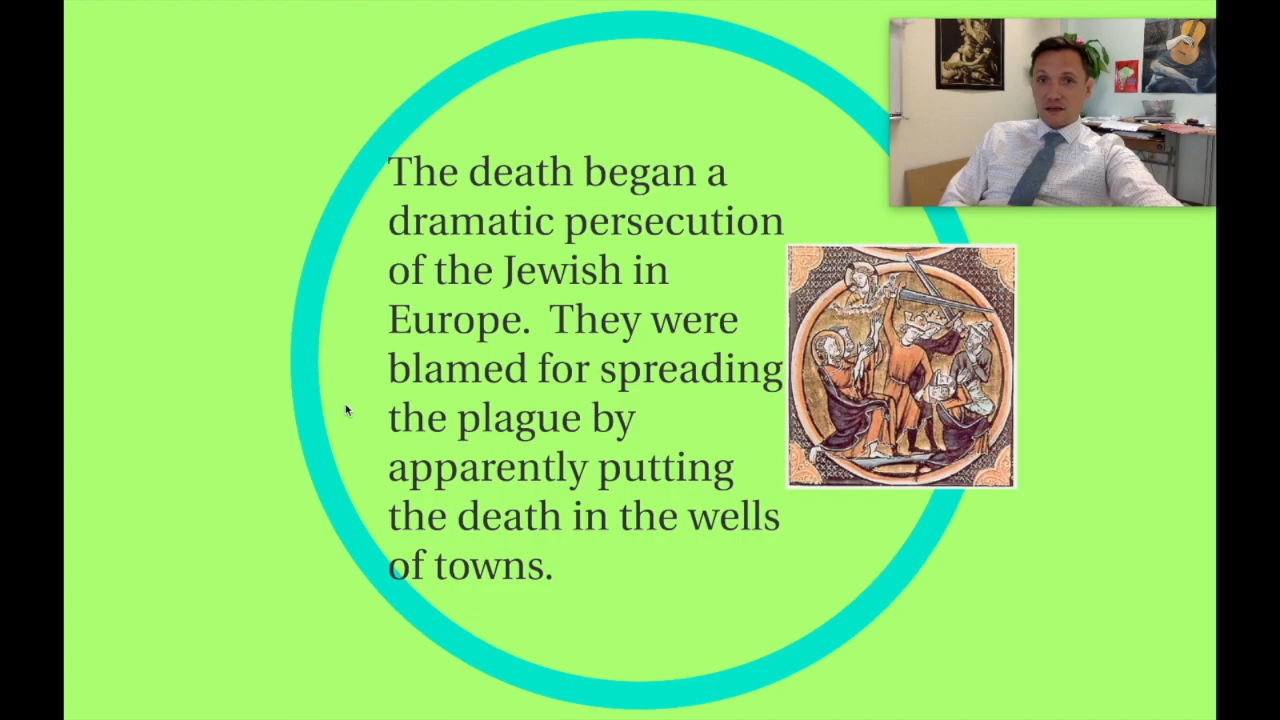 The death began a
dramatic persecution
of the Jewish in
Europe.  They were
blamed for spreading
the plague by
apparently putting
the death in the wells
of towns.